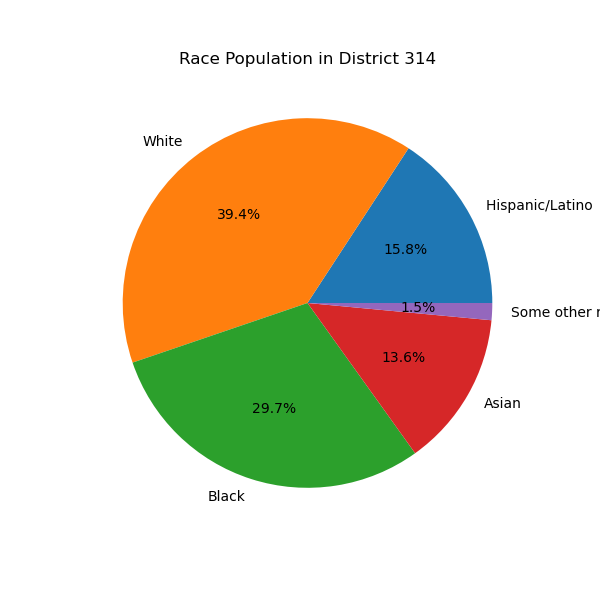 Race Population in District 314
White
39.4%
Hispanic/Latino
15.8%
1.5%
Some other
13.6%
Asian
29.7%
Black